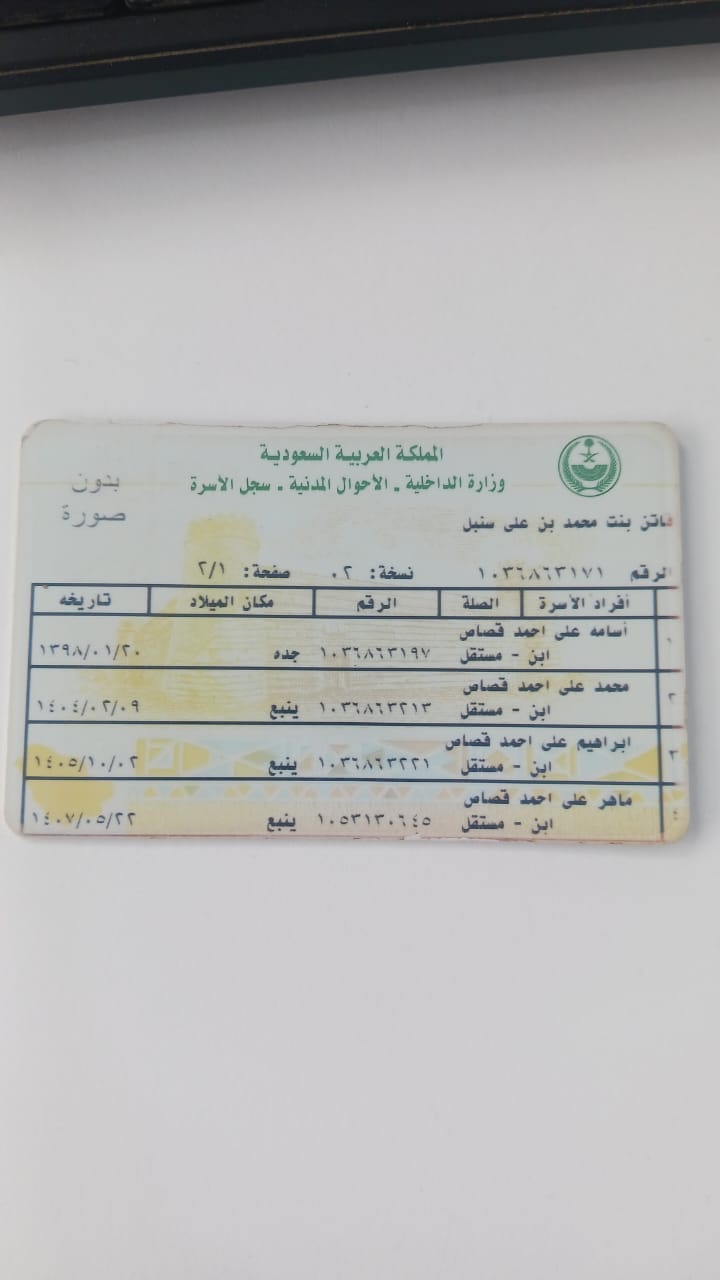 المملكة العربية السعودية
وزارة الداخلية - الأحوال المدنية - سجل الأسرة
بدون
صورة
فاتن بنت محمد بن على سنبل
الرقم ١٠٣٦٨٦٣١٧١ نسخة: ٠٢ صفحة: ٢/١
أفراد الأسرة الصلة الرقم مكان الميلاد تاريخه
١ أسامه على احمد قصاص
ابن - مستقل ١٠٣٦٨٦٣١٩٧ جده ١٣٩٨/٠١/٢٠
٢ محمد على احمد قصاص
ابن - مستقل ١٠٣٦٨٦٣٢١٣ ينبع ١٤٠٤/٠٢/٠٩
٣ ابراهيم على احمد قصاص
ابن - مستقل ١٠٣٦٨٦٣٢٢١ ينبع ١٤٠٥/١٠/٠٢
٤ ماهر على احمد قصاص
ابن - مستقل ١٠٥٣١٣٠٦٤٥ ينبع ١٤٠٧/٠٥/٢٢